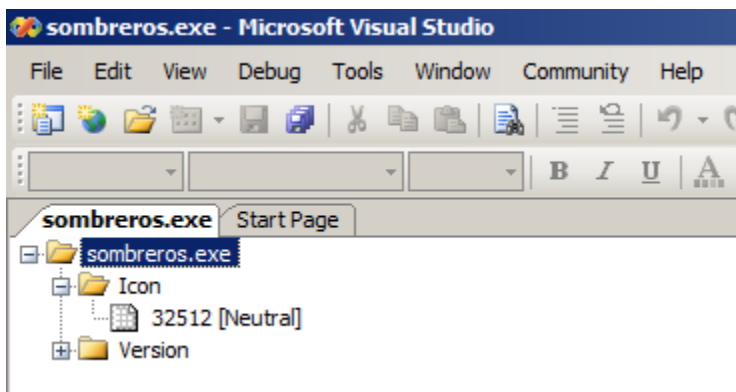 sombreros.exe - Microsoft Visual Studio
File Edit View Debug Tools Window Community Help
B I U A
sombreros.exe Start Page
sombreros.exe
Icon
32512 [Neutral]
Version